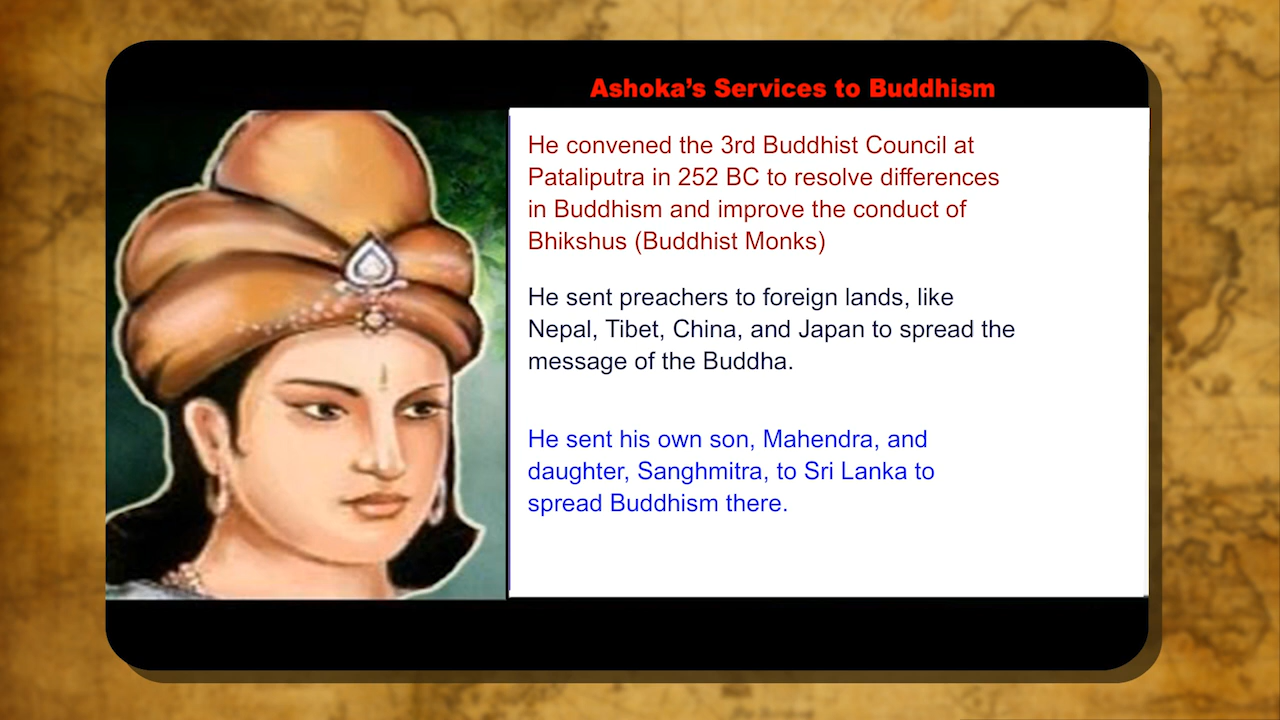 Ashoka's Services to Buddhism
He convened the 3rd Buddhist Council at
Pataliputra in 252 BC to resolve differences
in Buddhism and improve the conduct of
Bhikshus (Buddhist Monks)
He sent preachers to foreign lands, like
Nepal, Tibet, China, and Japan to spread the
message of the Buddha.
He sent his own son, Mahendra, and
daughter, Sanghmitra, to Sri Lanka to
spread Buddhism there.